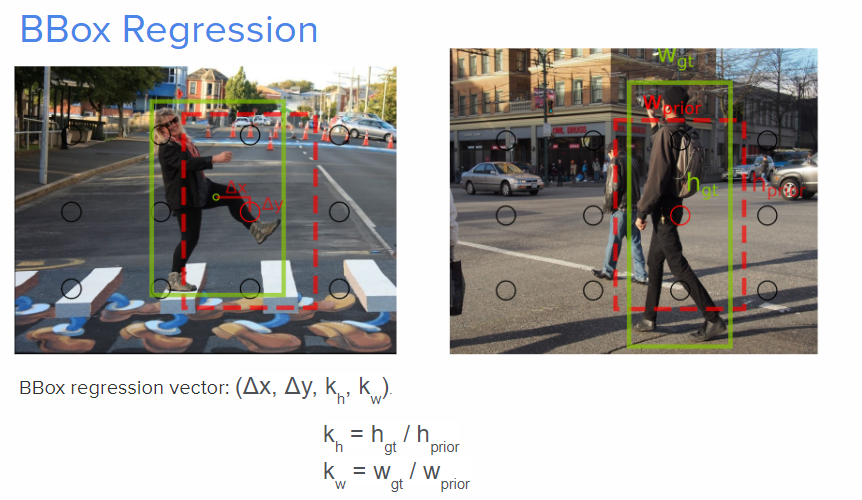 BBox Regression
w_gt
w_prior
h_gt
h_prior
Δx
Δy
BBox regression vector: (Δx, Δy, k_h, k_w).
k_h = h_gt / h_prior
k_w = w_gt / w_prior